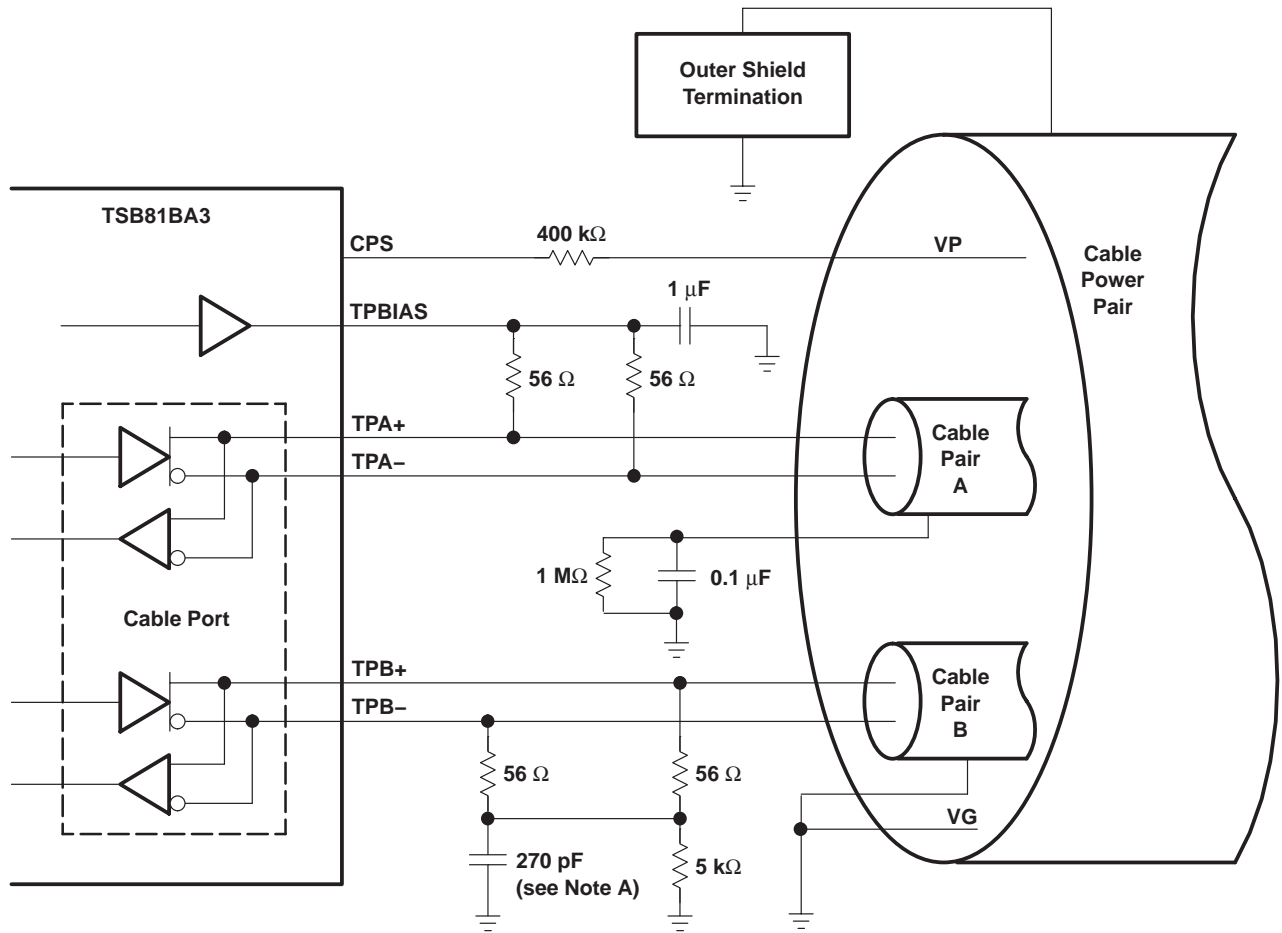 Outer Shield
Termination
TSB81BA3
CPS
400 kΩ
VP
Cable
Power
Pair
1 μF
TPBIAS
56 Ω
56 Ω
TPA+
TPA−
Cable
Pair
A
1 MΩ
0.1 μF
Cable Port
TPB+
TPB−
Cable
Pair
B
56 Ω
56 Ω
VG
270 pF
(see Note A)
5 kΩ